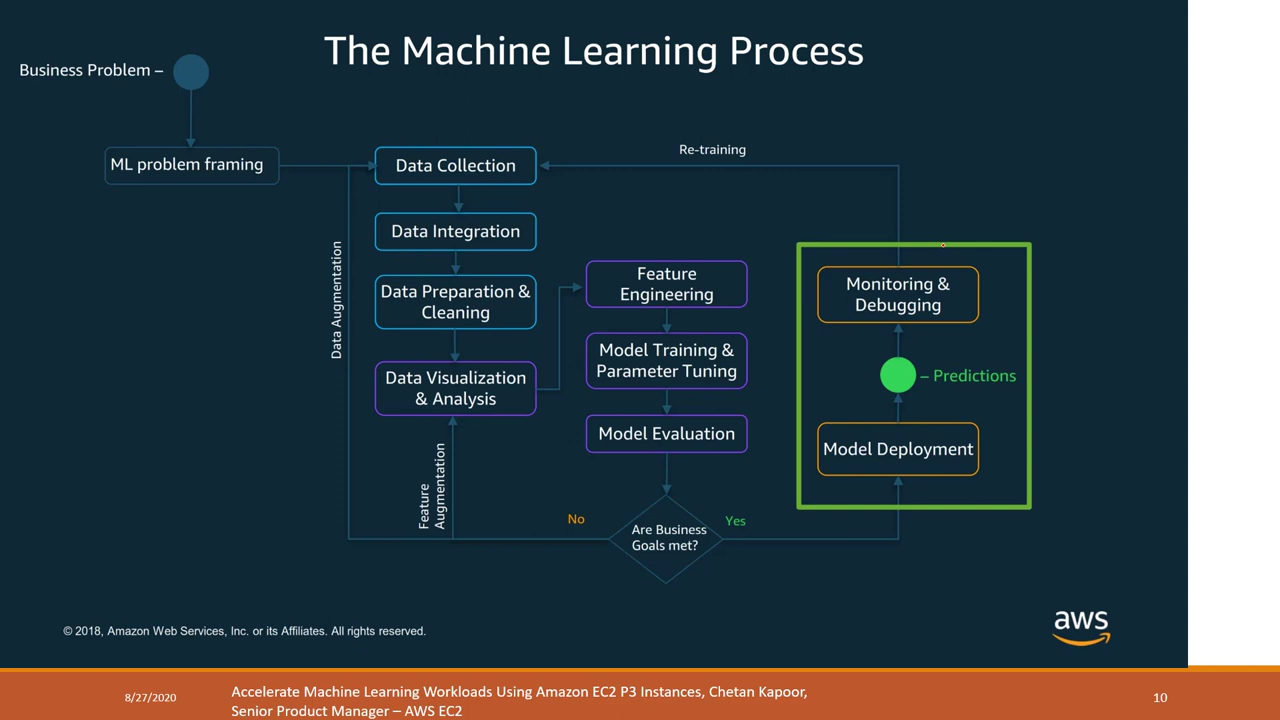 The Machine Learning Process
Business Problem –
ML problem framing
Data Collection
Re-training
Data Integration
Data Augmentation
Data Preparation &
Cleaning
Data Visualization
& Analysis
Feature
Augmentation
Feature
Engineering
Model Training &
Parameter Tuning
Model Evaluation
Are Business
Goals met?
No
Yes
Monitoring &
Debugging
– Predictions
Model Deployment
© 2018, Amazon Web Services, Inc. or its Affiliates. All rights reserved.
aws
8/27/2020
Accelerate Machine Learning Workloads Using Amazon EC2 P3 Instances, Chetan Kapoor,
Senior Product Manager – AWS EC2
10